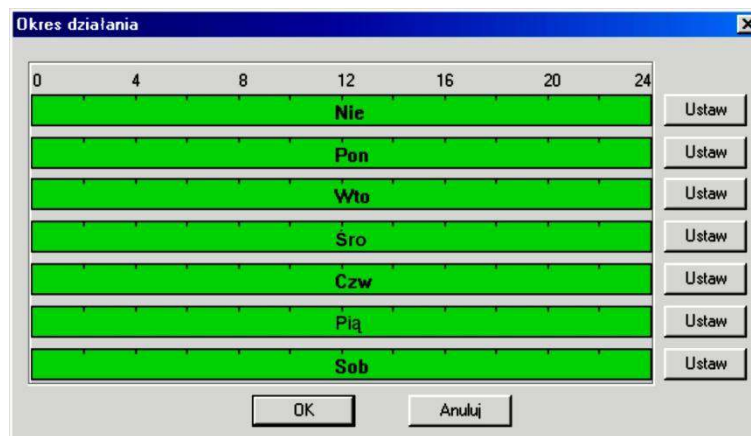 Okres działania
0 4 8 12 16 20 24
Nie Ustaw
Pon Ustaw
Wto Ustaw
Śro Ustaw
Czw Ustaw
Pią Ustaw
Sob Ustaw
OK Anuluj